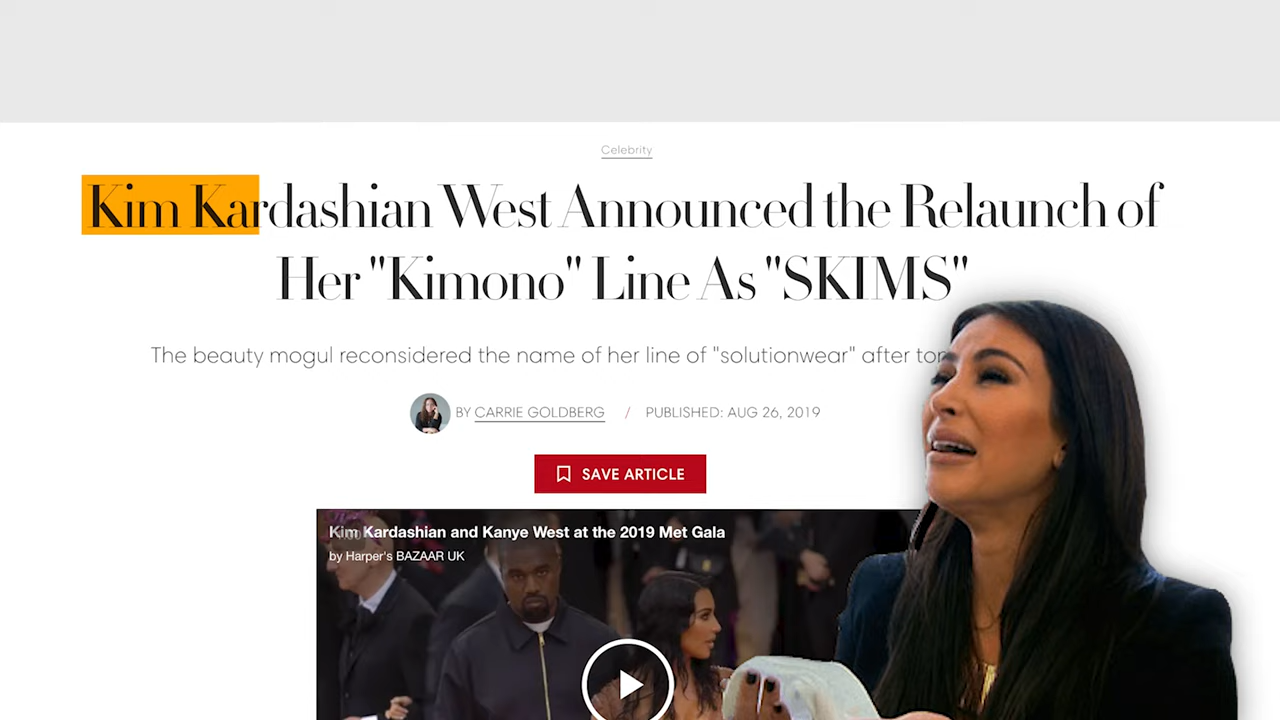 Celebrity
Kim Kardashian West Announced the Relaunch of
Her "Kimono" Line As "SKIMS"
The beauty mogul reconsidered the name of her line of "solutionwear" after
BY CARRIE GOLDBERG / PUBLISHED: AUG 26, 2019
SAVE ARTICLE
Kim Kardashian and Kanye West at the 2019 Met Gala
by Harper's BAZAAR UK